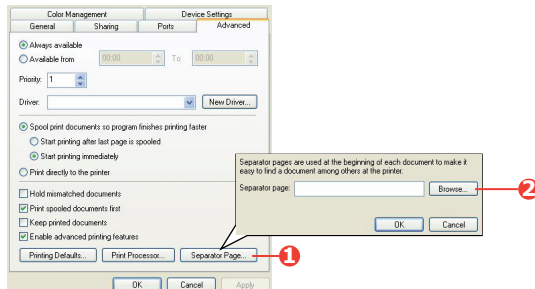 Color Management Device Settings
General Sharing Ports Advanced
Always available
Available from 00:00 To 00:00
Priority: 1
Driver: New Driver...
Spool print documents so program finishes printing faster
Start printing after last page is spooled
Start printing immediately
Print directly to the printer
Separator pages are used at the beginning of each document to make it
easy to find a document among others at the printer.
Separator page: Browse... 2
OK Cancel
Hold mismatched documents
Print spooled documents first
Keep printed documents
Enable advanced printing features
Printing Defaults... Print Processor... Separator Page... 1
OK Cancel Apply